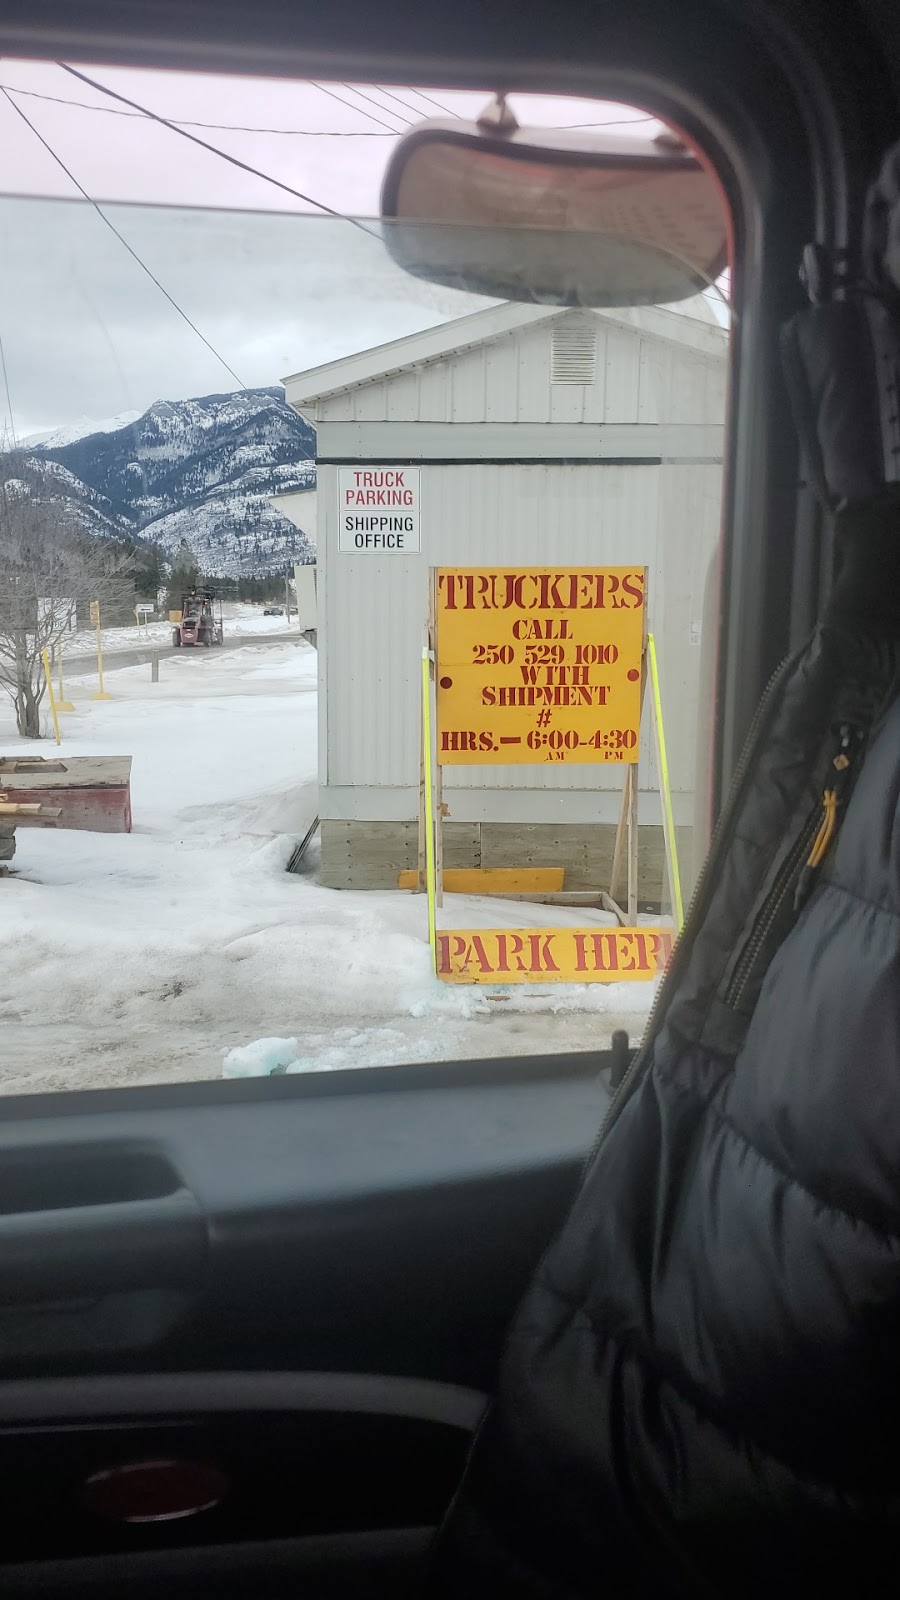 TRUCK
PARKING
SHIPPING
OFFICE
TRUCKERS
CALL
250 529 1010
WITH
SHIPMENT
#
HRS.- 6:00-4:30
AM PM
PARK HER